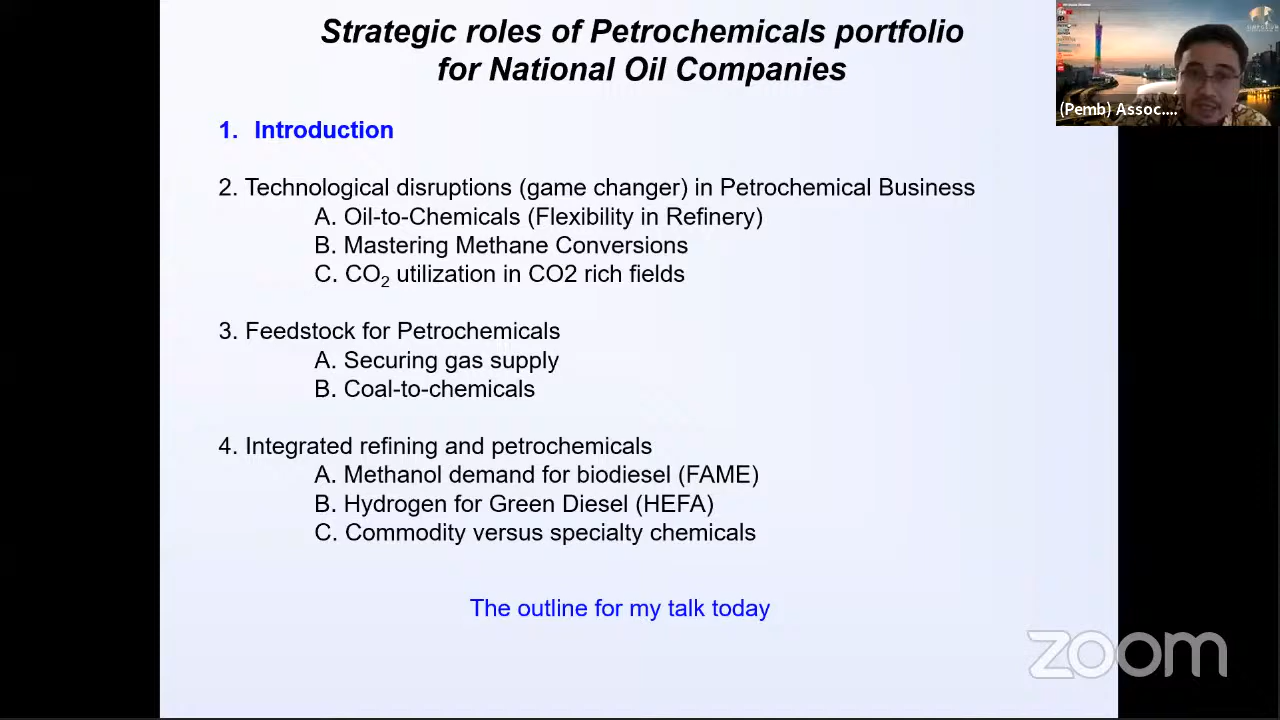 Strategic roles of Petrochemicals portfolio
for National Oil Companies
(Pemb) Assoc....
1. Introduction
2. Technological disruptions (game changer) in Petrochemical Business
A. Oil-to-Chemicals (Flexibility in Refinery)
B. Mastering Methane Conversions
C. CO₂ utilization in CO2 rich fields
3. Feedstock for Petrochemicals
A. Securing gas supply
B. Coal-to-chemicals
4. Integrated refining and petrochemicals
A. Methanol demand for biodiesel (FAME)
B. Hydrogen for Green Diesel (HEFA)
C. Commodity versus specialty chemicals
The outline for my talk today
zoom